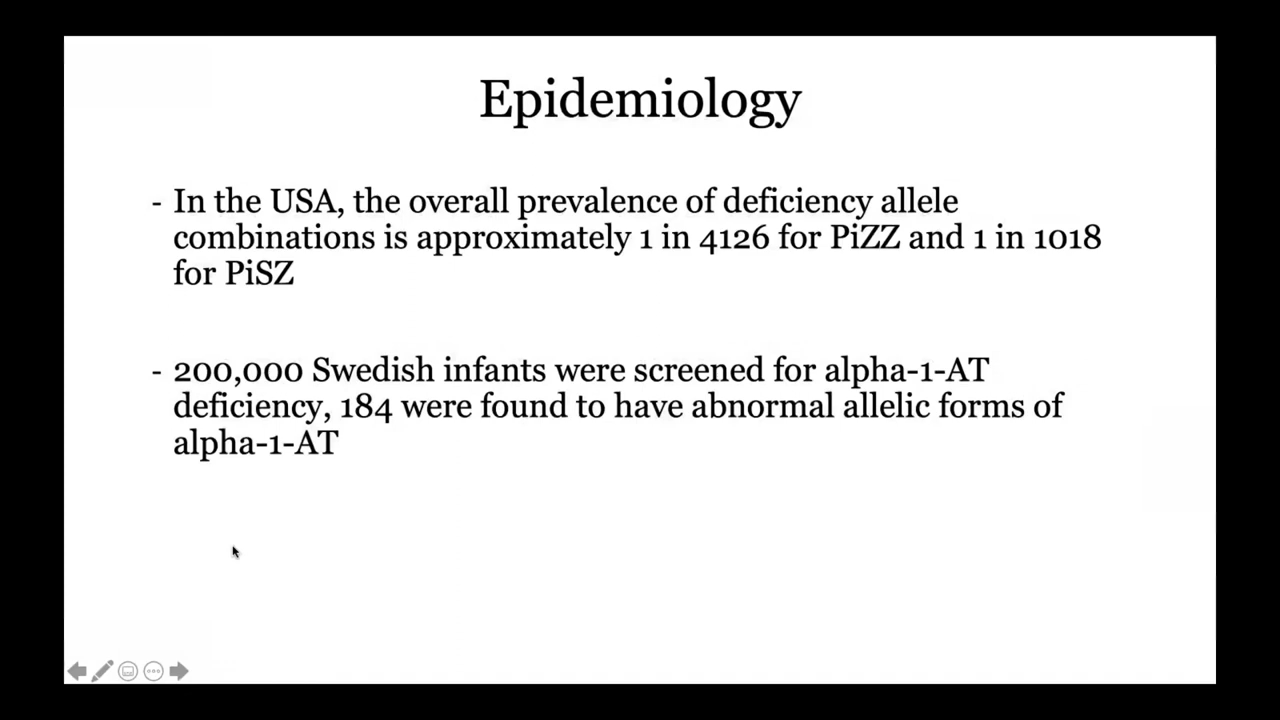 Epidemiology
- In the USA, the overall prevalence of deficiency allele
combinations is approximately 1 in 4126 for PiZZ and 1 in 1018
for PiSZ
- 200,000 Swedish infants were screened for alpha-1-AT
deficiency, 184 were found to have abnormal allelic forms of
alpha-1-AT